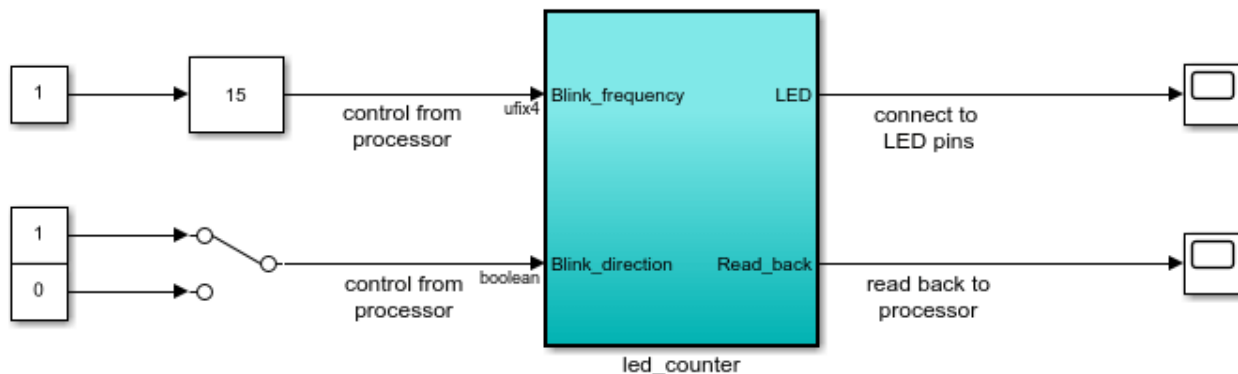 1
15
control from
processor
ufix4
Blink_frequency
LED
connect to
LED pins
1
0
control from
processor
boolean
Blink_direction
Read_back
read back to
processor
led_counter